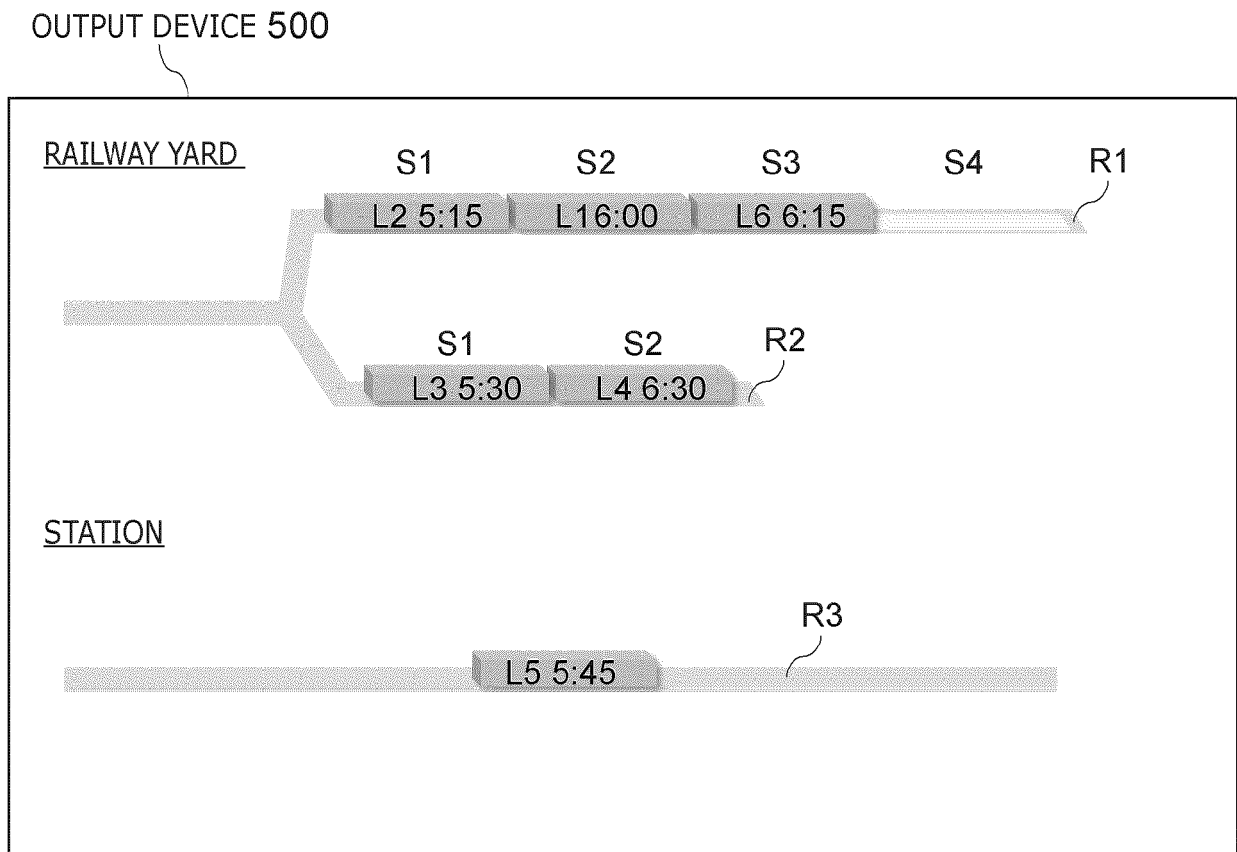 OUTPUT DEVICE 500
RAILWAY YARD
S1 S2 S3 S4 R1
L2 5:15 L16:00 L6 6:15
S1 S2 R2
L3 5:30 L4 6:30
STATION
R3
L5 5:45